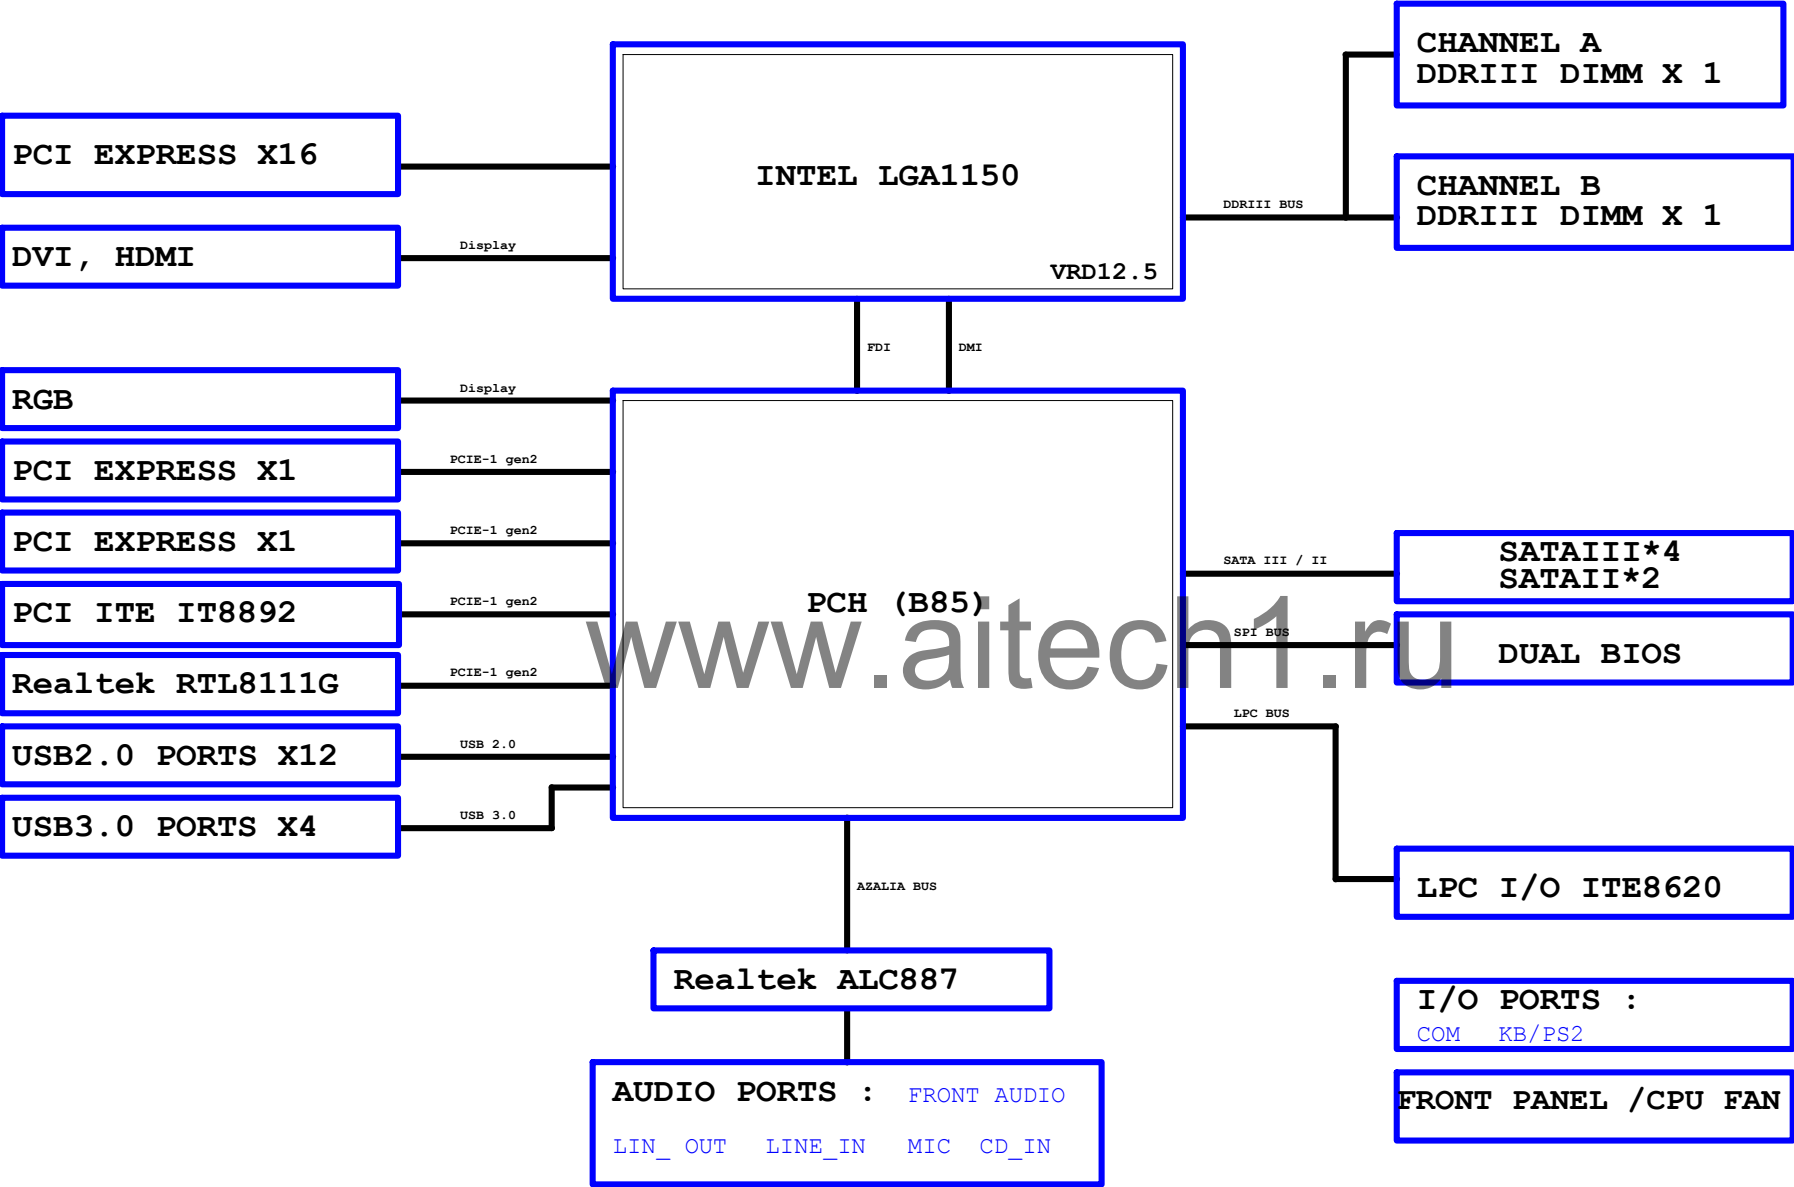 CHANNEL A
DDRIII DIMM X 1
PCI EXPRESS X16
INTEL LGA1150
CHANNEL B
DDRIII DIMM X 1
DDRIII BUS
DVI, HDMI
Display
VRD12.5
FDI
DMI
RGB
Display
PCI EXPRESS X1
PCIE-1 gen2
PCI EXPRESS X1
PCIE-1 gen2
SATA III / II
SATAIII*4
SATAII*2
PCI ITE IT8892
PCIE-1 gen2
PCH (B85)
www.aitech1.ru
SPI BUS
DUAL BIOS
Realtek RTL8111G
PCIE-1 gen2
LPC BUS
USB2.0 PORTS X12
USB 2.0
USB3.0 PORTS X4
USB 3.0
AZALIA BUS
LPC I/O ITE8620
Realtek ALC887
I/O PORTS :
COM KB/PS2
AUDIO PORTS : FRONT AUDIO
LIN_ OUT LINE_IN MIC CD_IN
FRONT PANEL /CPU FAN